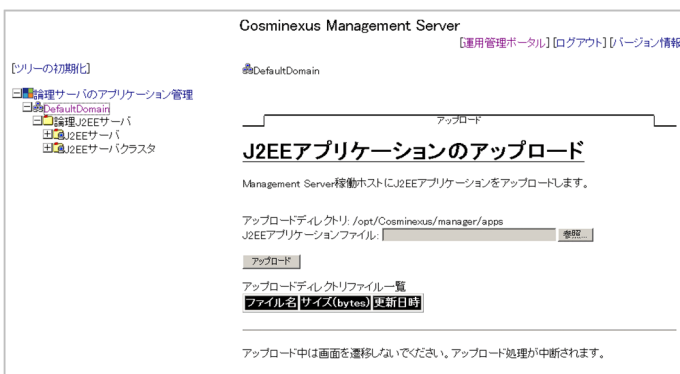 Cosminexus Management Server
[運用管理ポータル] [ログアウト] [バージョン情報
[ツリーの初期化]
DefaultDomain
論理サーバのアプリケーション管理
DefaultDomain
論理J2EEサーバ
J2EEサーバ
J2EEサーバクラスタ
アップロード
J2EEアプリケーションのアップロード
Management Server稼働ホストにJ2EEアプリケーションをアップロードします。
アップロードディレクトリ: /opt/Cosminexus/manager/apps
J2EEアプリケーションファイル: 参照...
アップロード
アップロードディレクトリファイル一覧
ファイル名 サイズ(bytes) 更新日時
アップロード中は画面を遷移しないでください。アップロード処理が中断されます。